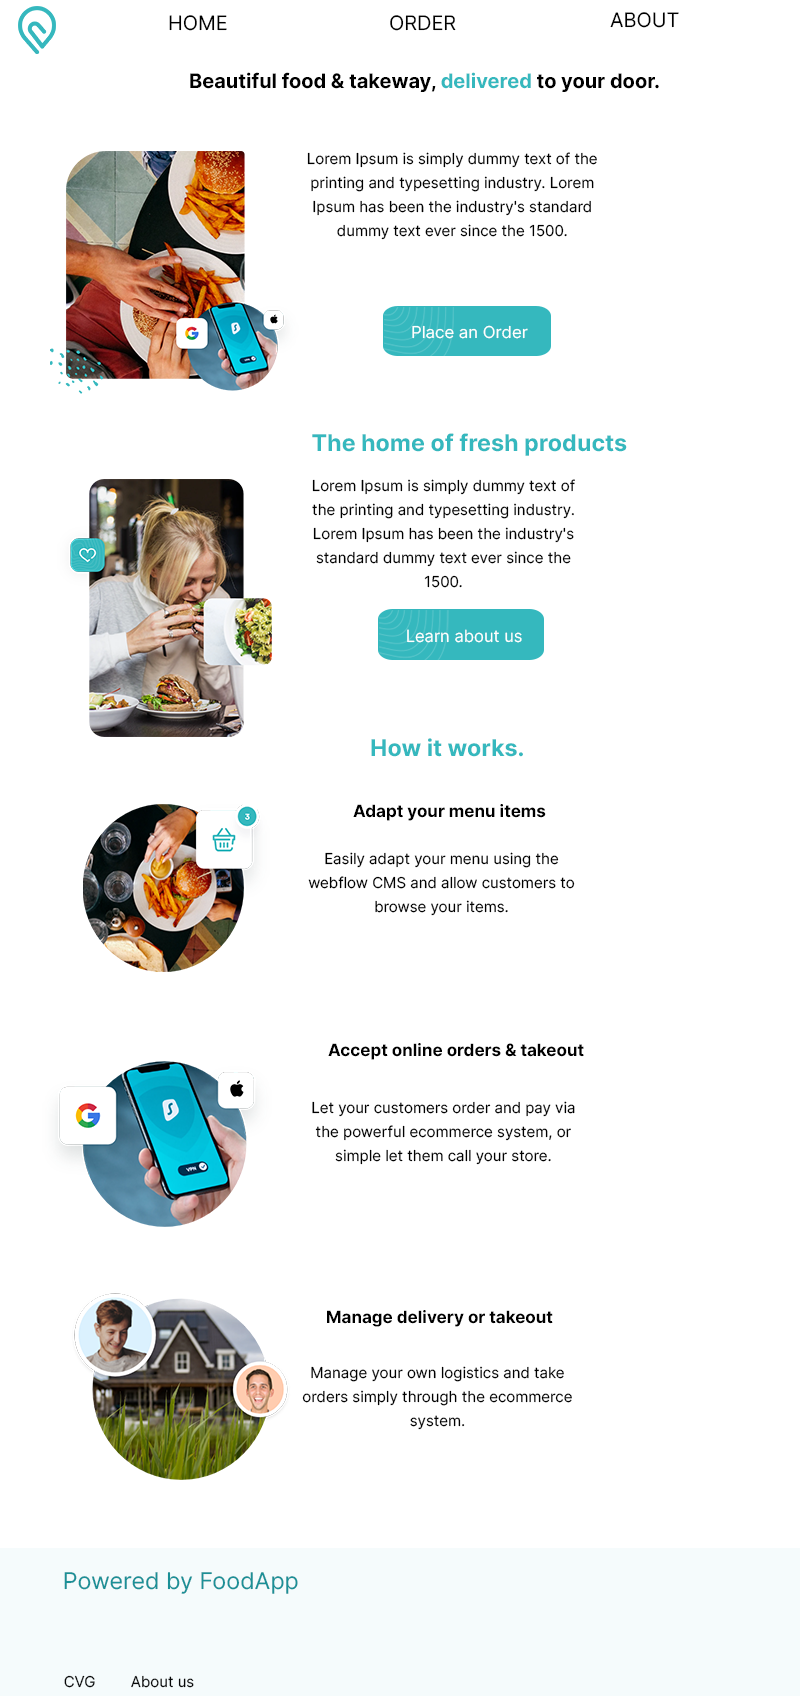 HOME ORDER ABOUT
Beautiful food & takeway, delivered to your door.
Lorem Ipsum is simply dummy text of the
printing and typesetting industry. Lorem
Ipsum has been the industry's standard
dummy text ever since the 1500.
Place an Order
The home of fresh products
Lorem Ipsum is simply dummy text of
the printing and typesetting industry.
Lorem Ipsum has been the industry's
standard dummy text ever since the
1500.
Learn about us
How it works.
3
Adapt your menu items
Easily adapt your menu using the
webflow CMS and allow customers to
browse your items.
Accept online orders & takeout
G
VPN
Let your customers order and pay via
the powerful ecommerce system, or
simple let them call your store.
Manage delivery or takeout
Manage your own logistics and take
orders simply through the ecommerce
system.
Powered by FoodApp
CVG About us